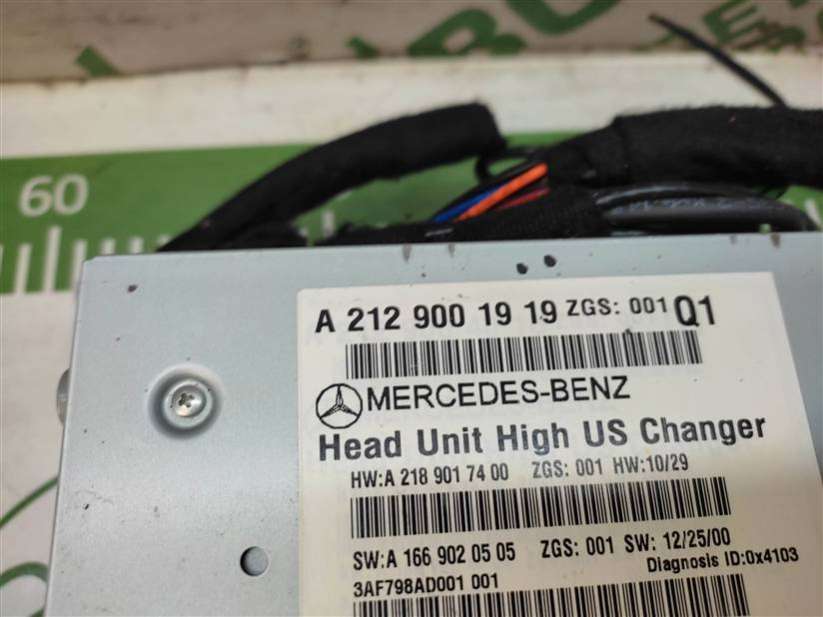 60
A 212 900 19 19 ZGS: 001 Q1
MERCEDES-BENZ
Head Unit High US Changer
HW:A 218 901 74 00 ZGS: 001 HW:10/29
SW:A 166 902 05 05 ZGS: 001 SW: 12/25/00
Diagnosis ID:0x4103
3AF798AD001 001